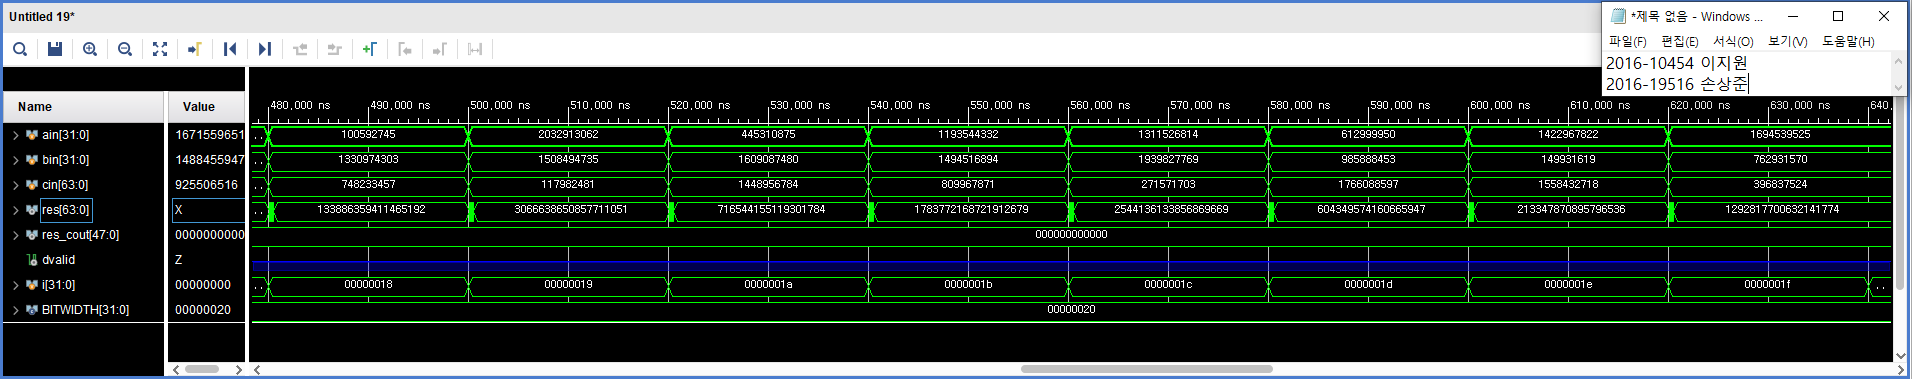 Untitled 19*
*제목 없음 - Windows ...
파일(F) 편집(E) 서식(O) 보기(V) 도움말(H)
2016-10454 이지원
2016-19516 손상준
Name Value
480,000 ns 490,000 ns 500,000 ns 510,000 ns 520,000 ns 530,000 ns 540,000 ns 550,000 ns 560,000 ns 570,000 ns 580,000 ns 590,000 ns 600,000 ns 610,000 ns 620,000 ns 630,000 ns 640,
ain[31:0] 1671559651 100592745 2032913062 445310875 1193544332 1311526814 612999950 1422967822 1694539525
bin[31:0] 1488455947 .. 1330974303 1508494735 1609087480 1494516894 1939827769 985888453 149931619 762931570
cin[63:0] 925506516 .. 748233457 117982481 1448956784 809967871 271571703 1766088597 1558432718 396837524
res[63:0] X .. 133886359411465192 3066638650857711051 716544155119301784 1783772168721912679 2544136133856869669 604349574160665947 213347870895796536 1292817700632141774
res_cout[47:0] 0000000000 000000000000
dvalid Z
i[31:0] 00000000 .. 00000018 00000019 0000001a 0000001b 0000001c 0000001d 0000001e 0000001f ..
BITWIDTH[31:0] 00000020 00000020